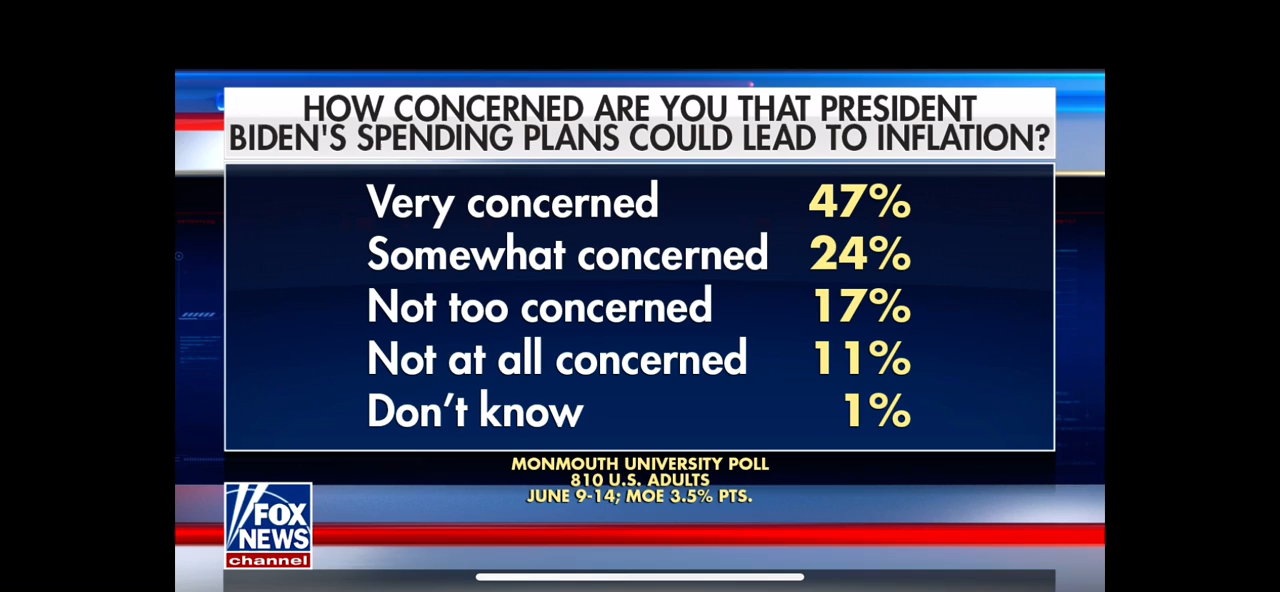 HOW CONCERNED ARE YOU THAT PRESIDENT
BIDEN'S SPENDING PLANS COULD LEAD TO INFLATION?
Very concerned 47%
Somewhat concerned 24%
Not too concerned 17%
Not at all concerned 11%
Don’t know 1%
MONMOUTH UNIVERSITY POLL
810 U.S. ADULTS
JUNE 9-14; MOE 3.5% PTS.
FOX
NEWS
channel